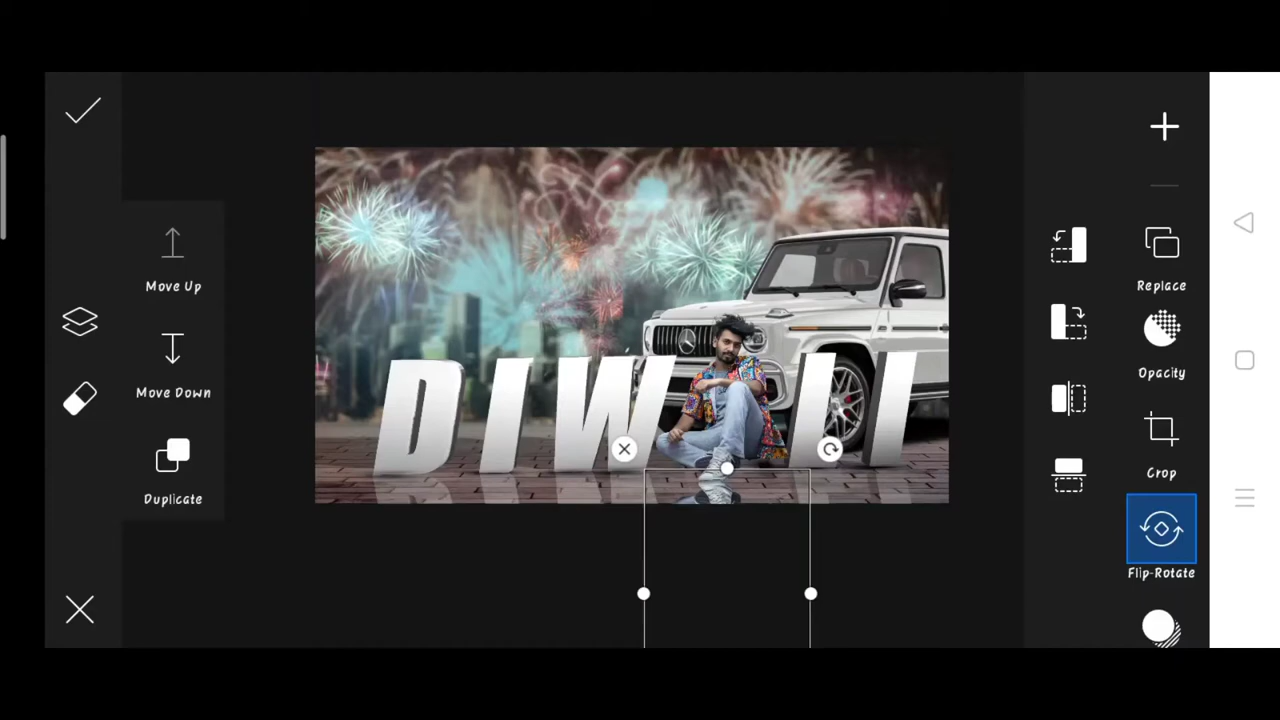 Move Up
Move Down
Duplicate
DIW LI
Replace
Opacity
Crop
Flip-Rotate